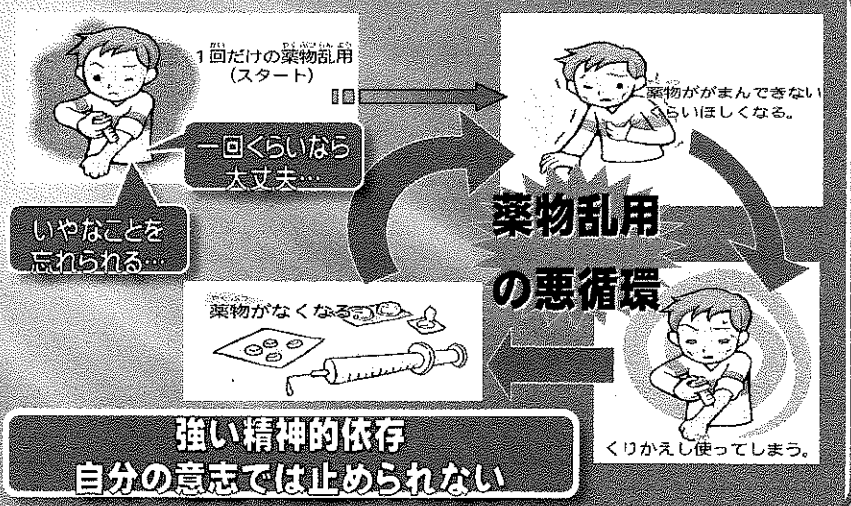 1回だけの薬物乱用
(スタート)
一回くらいなら
大丈夫…
いやなことを
忘れられる…
薬物ががまんできない
くらいほしくなる。
薬物乱用
の悪循環
くりかえし使ってしまう。
薬物がなくなる
強い精神的依存
自分の意志では止められない